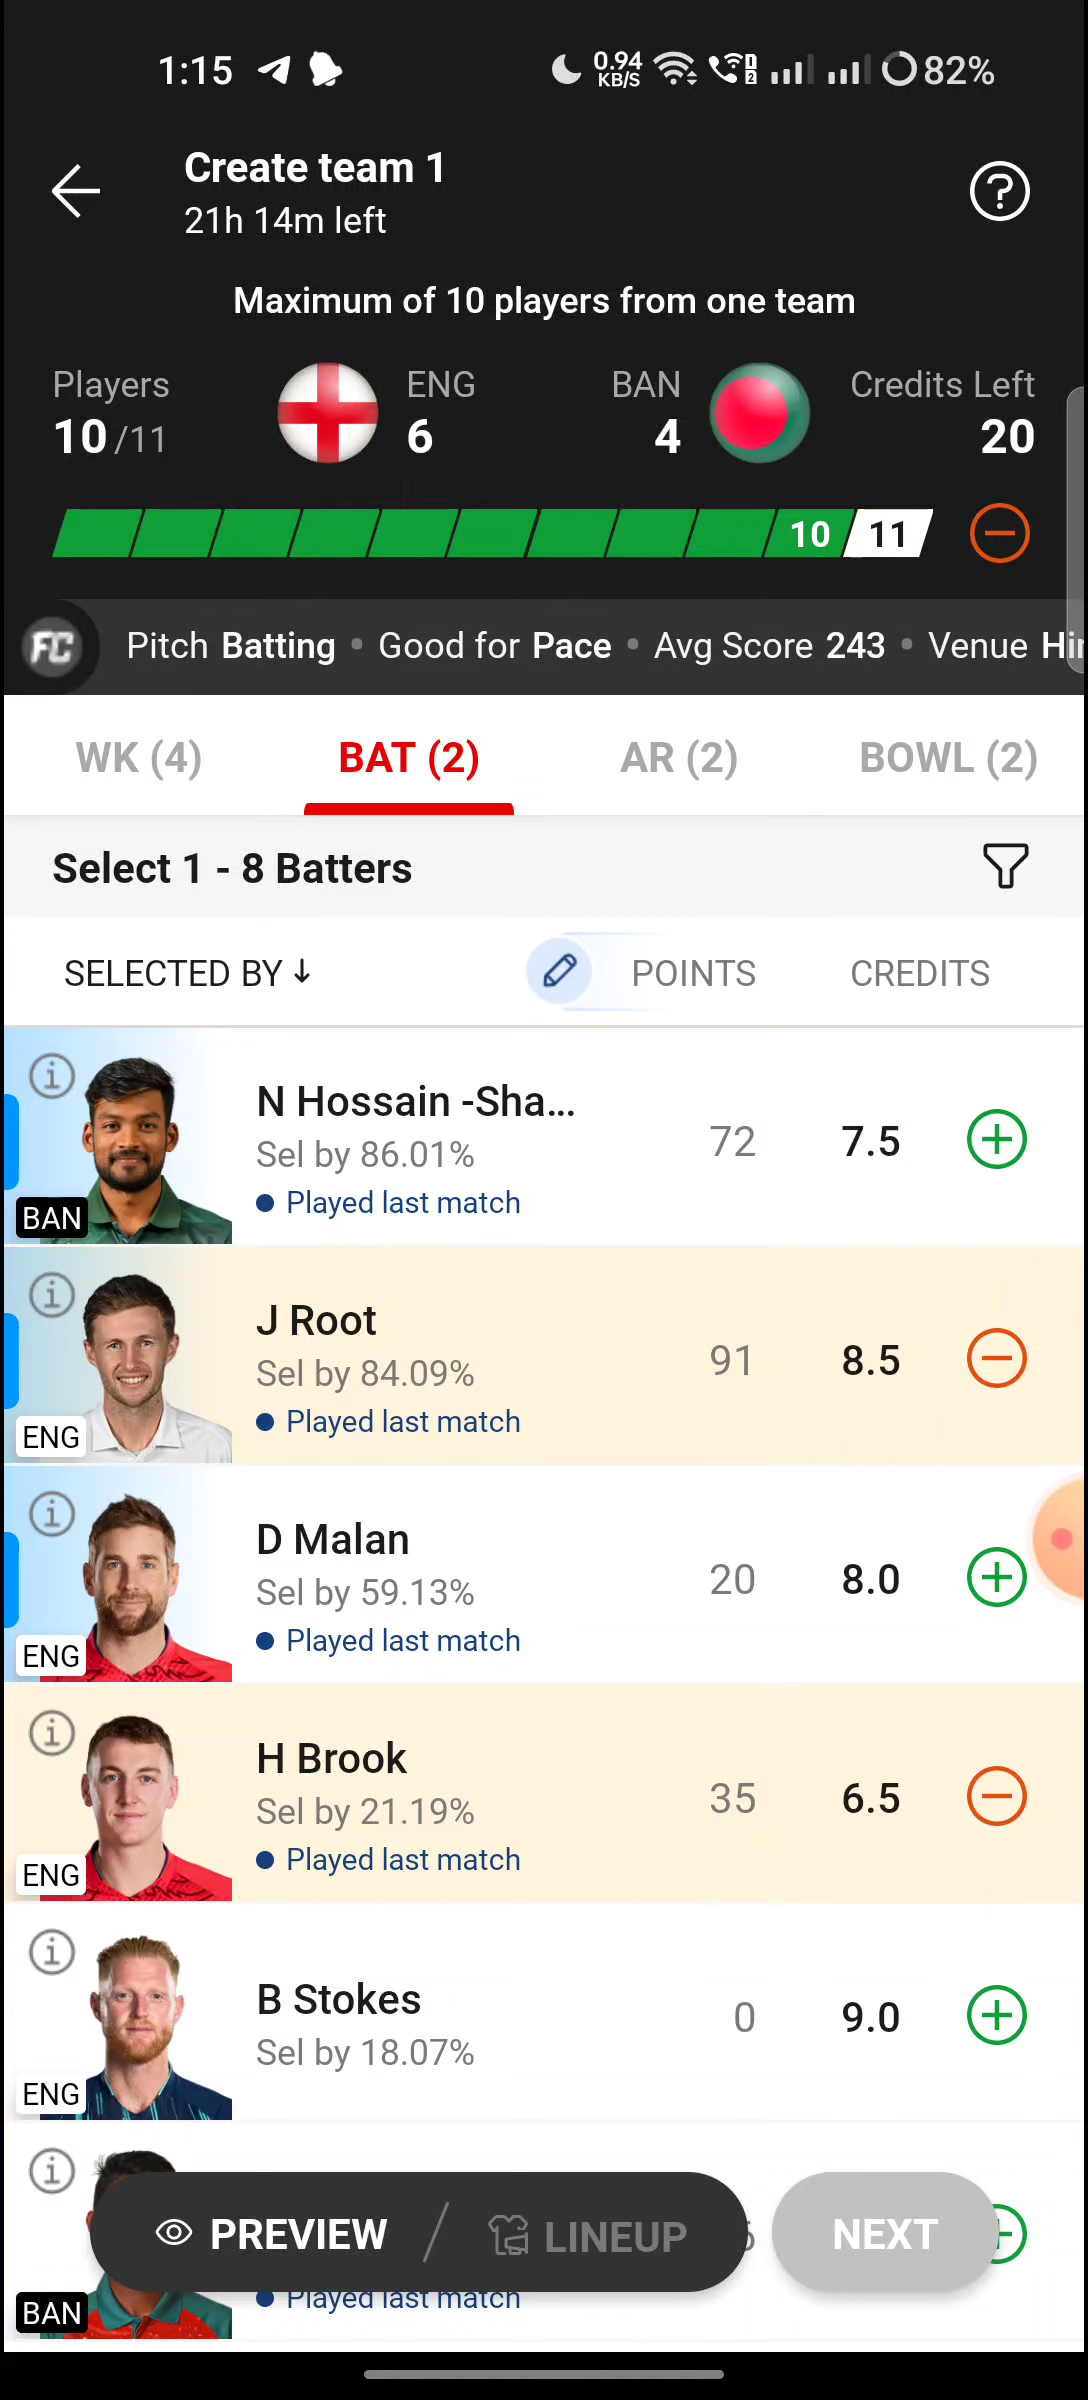 1:15 0.94 KB/S 82%
Create team 1
21h 14m left
Maximum of 10 players from one team
Players ENG BAN Credits Left
10/11 6 4 20
10 11
FC Pitch Batting • Good for Pace • Avg Score 243 • Venue
WK (4) BAT (2) AR (2) BOWL (2)
Select 1 - 8 Batters
SELECTED BY ↓ POINTS CREDITS
N Hossain -Sha...
Sel by 86.01% 72 7.5
Played last match
BAN
J Root
Sel by 84.09% 91 8.5
Played last match
ENG
D Malan
Sel by 59.13% 20 8.0
Played last match
ENG
H Brook
Sel by 21.19% 35 6.5
Played last match
ENG
B Stokes
Sel by 18.07% 0 9.0
ENG
PREVIEW / LINEUP NEXT
Played last match
BAN